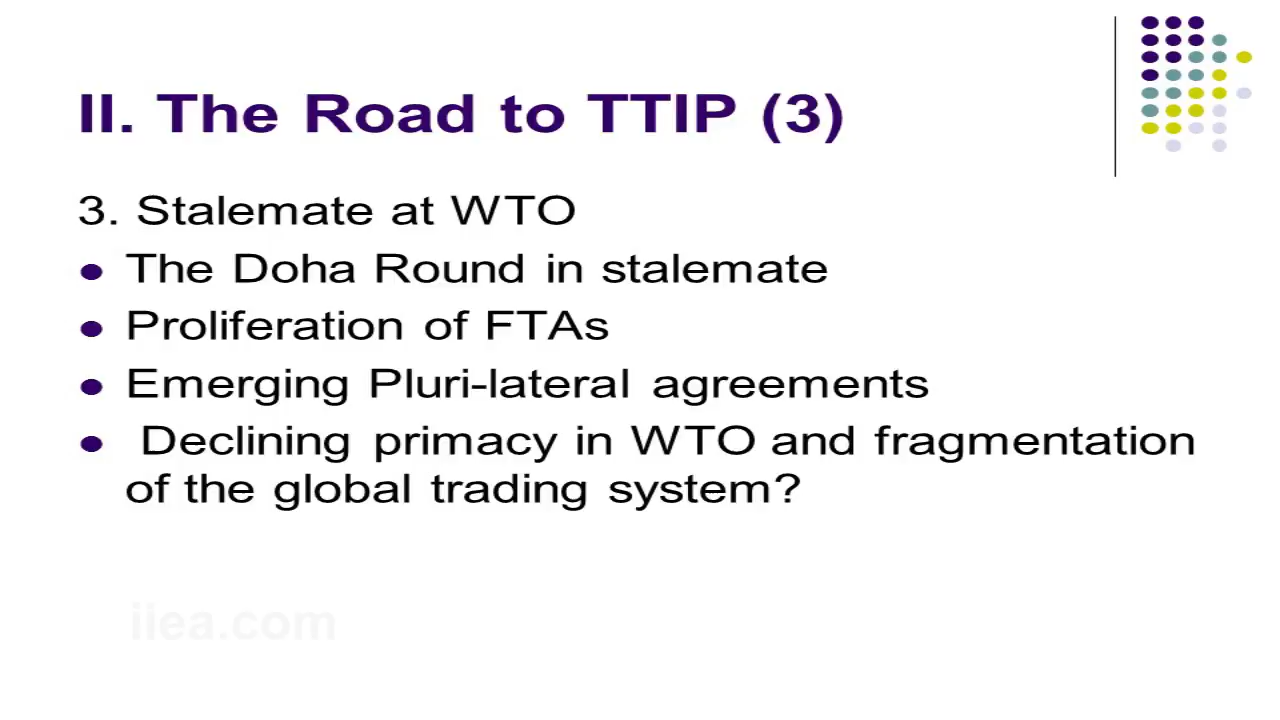 II. The Road to TTIP (3)
3. Stalemate at WTO
The Doha Round in stalemate
Proliferation of FTAs
Emerging Pluri-lateral agreements
Declining primacy in WTO and fragmentation
of the global trading system?
iiea.com